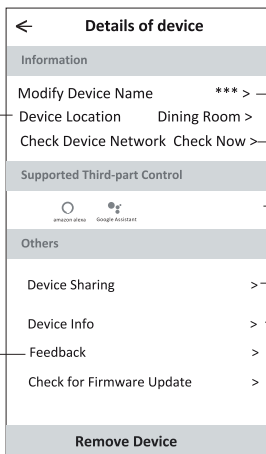 ← Details of device
Information
Modify Device Name *** >
Device Location Dining Room >
Check Device Network Check Now >
Supported Third-part Control
amazon alexa Google Assistant
Others
Device Sharing >
Device Info >
Feedback >
Check for Firmware Update >
Remove Device